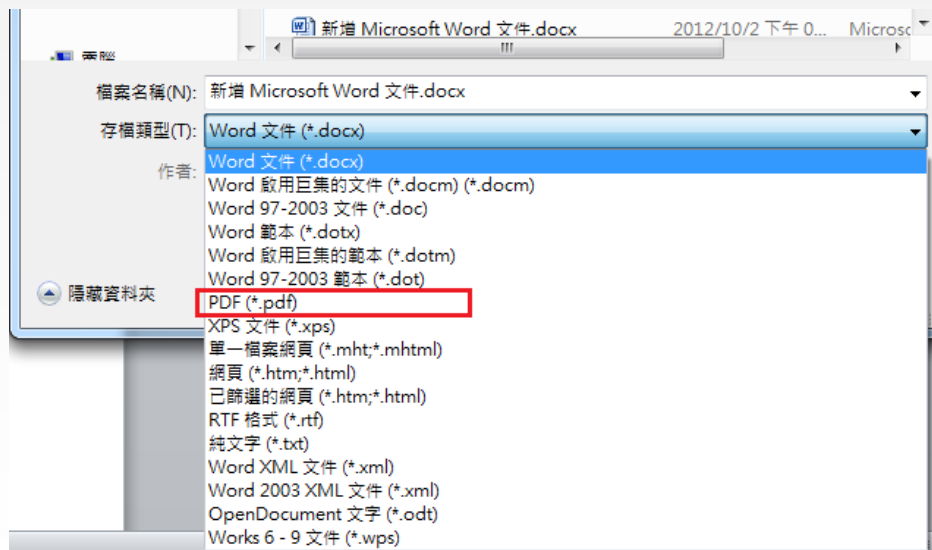 新增 Microsoft Word 文件.docx 2012/10/2 下午 0... Microsc
電腦
檔案名稱(N): 新增 Microsoft Word 文件.docx
存檔類型(T): Word 文件 (*.docx)
作者: Word 文件 (*.docx)
Word 啟用巨集的文件 (*.docm) (*.docm)
Word 97-2003 文件 (*.doc)
Word 範本 (*.dotx)
Word 啟用巨集的範本 (*.dotm)
Word 97-2003 範本 (*.dot)
隱藏資料夾 PDF (*.pdf)
XPS 文件 (*.xps)
單一檔案網頁 (*.mht;*.mhtml)
網頁 (*.htm;*.html)
已篩選的網頁 (*.htm;*.html)
RTF 格式 (*.rtf)
純文字 (*.txt)
Word XML 文件 (*.xml)
Word 2003 XML 文件 (*.xml)
OpenDocument 文字 (*.odt)
Works 6 - 9 文件 (*.wps)